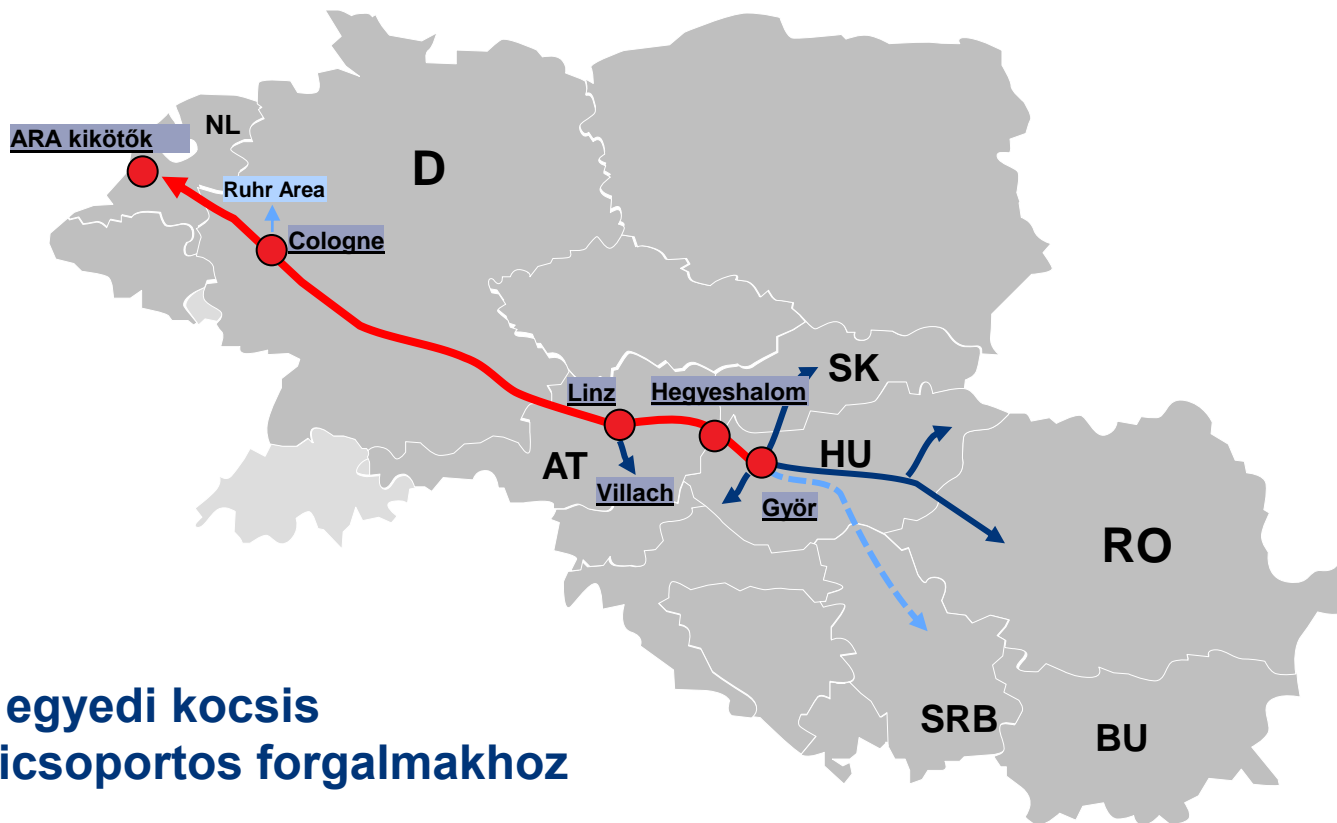 NL
ARA kikötők
D
Ruhr Area
Cologne
SK
Linz
Hegyeshalom
HU
AT
Villach
Györ
RO
SRB
BU
egyedi kocsis
icsoportos forgalmakhoz